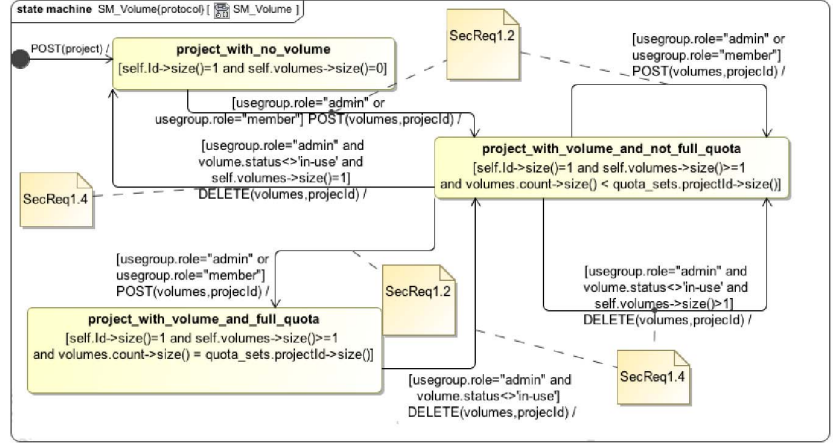 state machine SM_Volume{protocol} [ SM_Volume ]
POST(project) /
project_with_no_volume
[self.Id->size()=1 and self.volumes->size()=0]
SecReq1.2
[usegroup.role="admin" or
usegroup.role="member"]
POST(volumes,projecId) /
[usegroup.role="admin" or
usegroup.role="member"] POST(volumes,projecId) /
[usegroup.role="admin" and
volume.status<>'in-use' and
self.volumes->size()=1]
DELETE(volumes,projecId) /
project_with_volume_and_not_full_quota
[self.Id->size()=1 and self.volumes->size()>=1
and volumes.count->size() < quota_sets.projectId->size()]
SecReq1.4
[usegroup.role="admin" or
usegroup.role="member"]
POST(volumes,projecId) /
SecReq1.2
[usegroup.role="admin" and
volume.status<>'in-use' and
self.volumes->size()>1]
DELETE(volumes,projecId) /
project_with_volume_and_full_quota
[self.Id->size()=1 and self.volumes->size()>=1
and volumes.count->size() = quota_sets.projectId->size()]
[usegroup.role="admin" and
volume.status<>'in-use']
DELETE(volumes,projecId) /
SecReq1.4